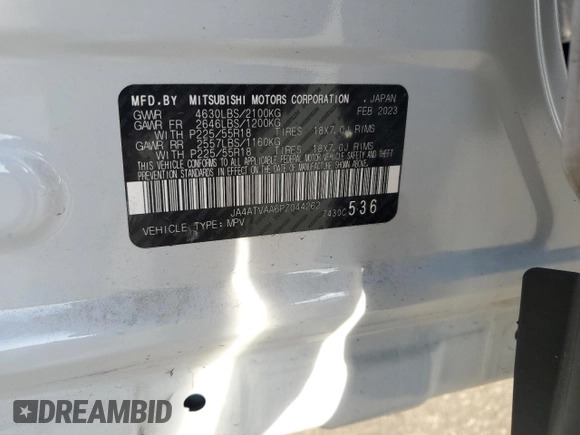 MFD.BY MITSUBISHI MOTORS CORPORATION , JAPAN
GVWR 4630LBS/2100KG FEB 2023
GAWR FR 2646LBS/1200KG
WITH P225/55R18 TIRES 18X7.0J RIMS
GAWR RR 2557LBS/1160KG
WITH P225/55R18 TIRES 18X7.0J RIMS
THIS VEHICLE CONFORMS TO ALL APPLICABLE FEDERAL MOTOR VEHICLE SAFETY, BUMPER, AND THEFT
PREVENTION STANDARDS IN EFFECT ON THE DATE OF MANUFACTURE SHOWN ABOVE.
7430C 536
VEHICLE TYPE: MPV
DREAMBID